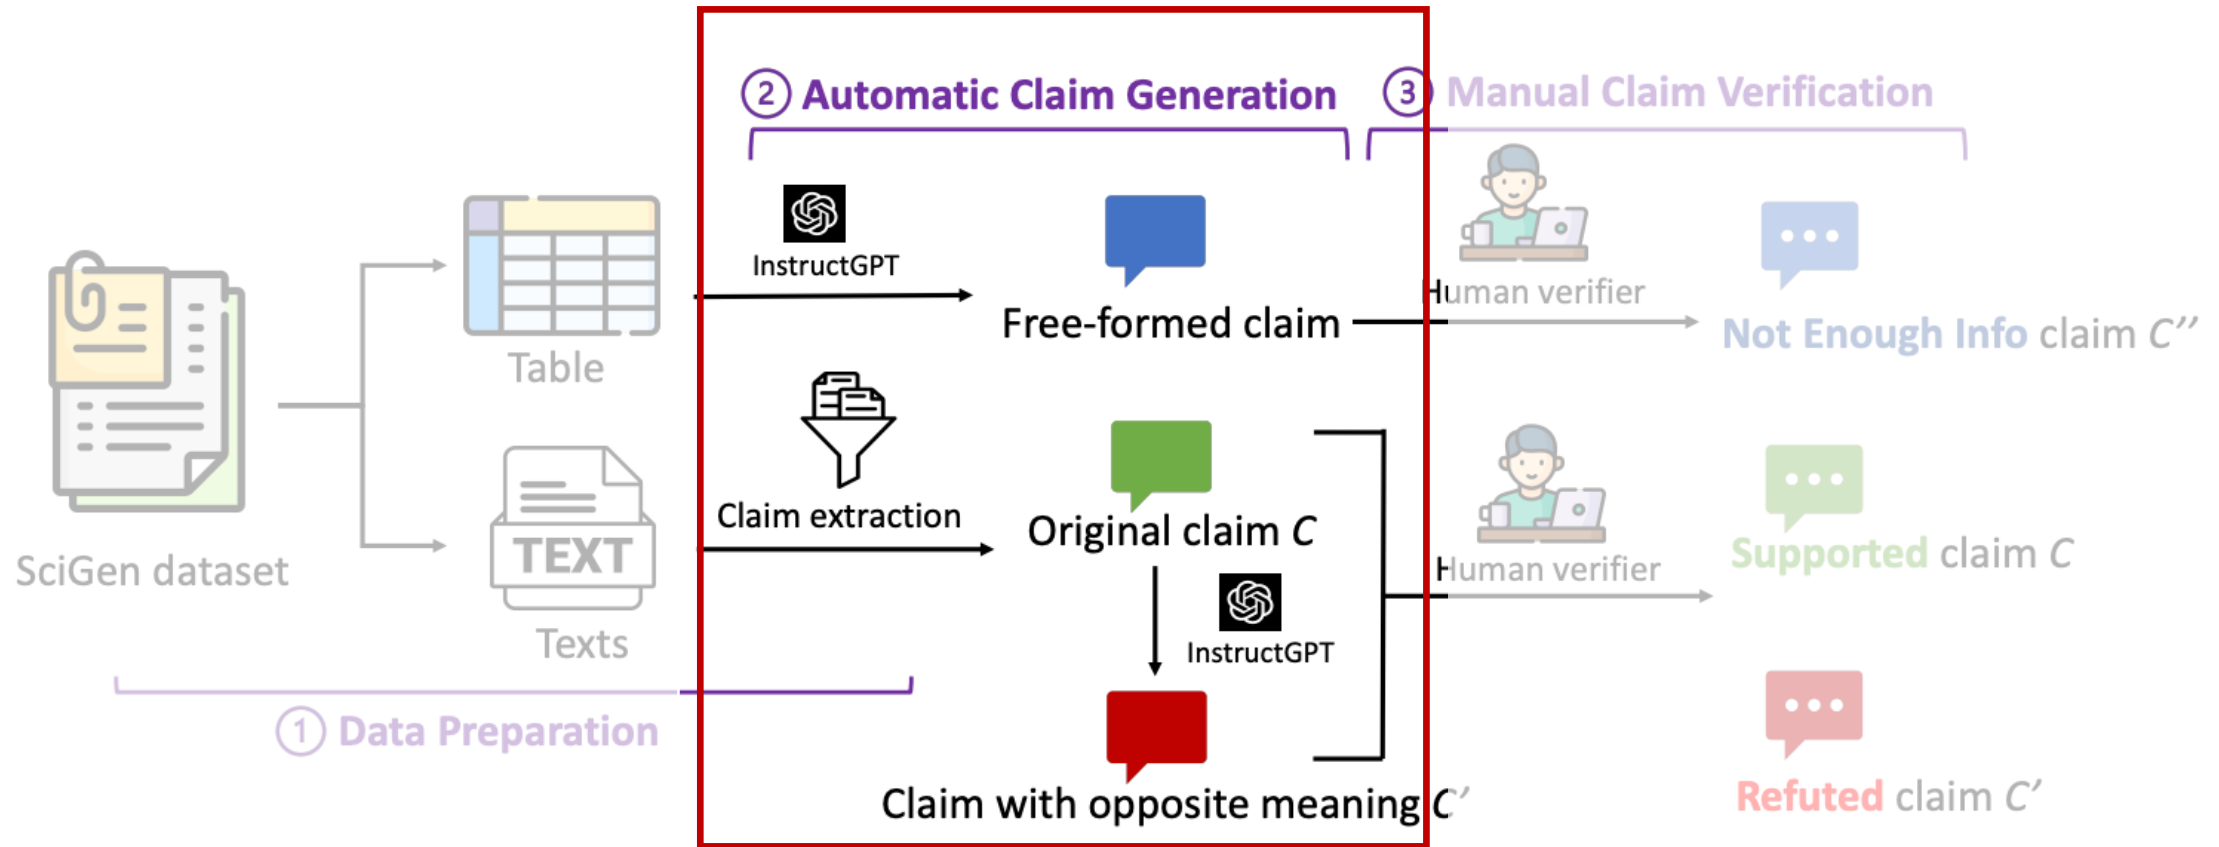 ② Automatic Claim Generation
③ Manual Claim Verification
InstructGPT
Free-formed claim
Human verifier
Not Enough Info claim C′′
Table
Claim extraction
Original claim C
Human verifier
Supported claim C
SciGen dataset
TEXT
Texts
InstructGPT
① Data Preparation
Claim with opposite meaning C′
Refuted claim C′